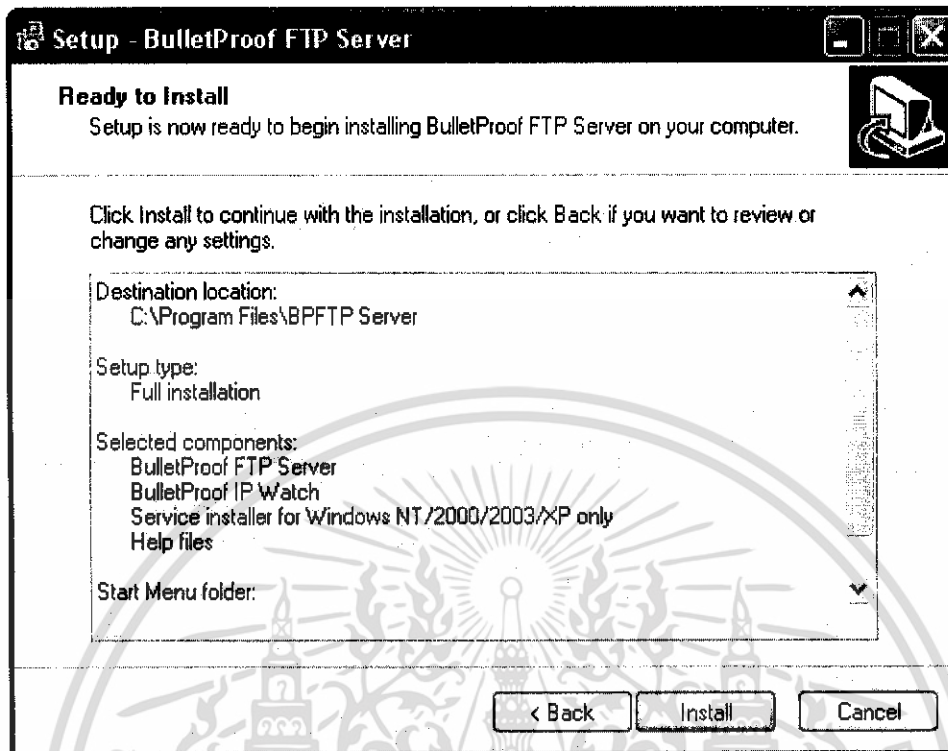 Setup - BulletProof FTP Server
Ready to Install
Setup is now ready to begin installing BulletProof FTP Server on your computer.
Click Install to continue with the installation, or click Back if you want to review or
change any settings.
Destination location:
C:\Program Files\BPFTP Server
Setup type:
Full installation
Selected components:
BulletProof FTP Server
BulletProof IP Watch
Service installer for Windows NT/2000/2003/XP only
Help files
Start Menu folder:
< Back
Install
Cancel